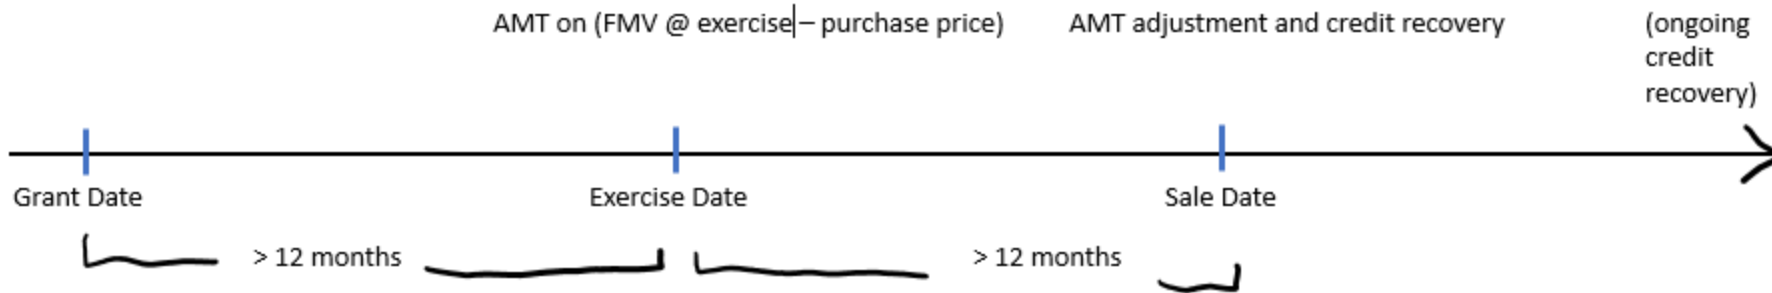 AMT on (FMV @ exercise – purchase price)
AMT adjustment and credit recovery
(ongoing
credit
recovery)
Grant Date
Exercise Date
Sale Date
> 12 months
> 12 months